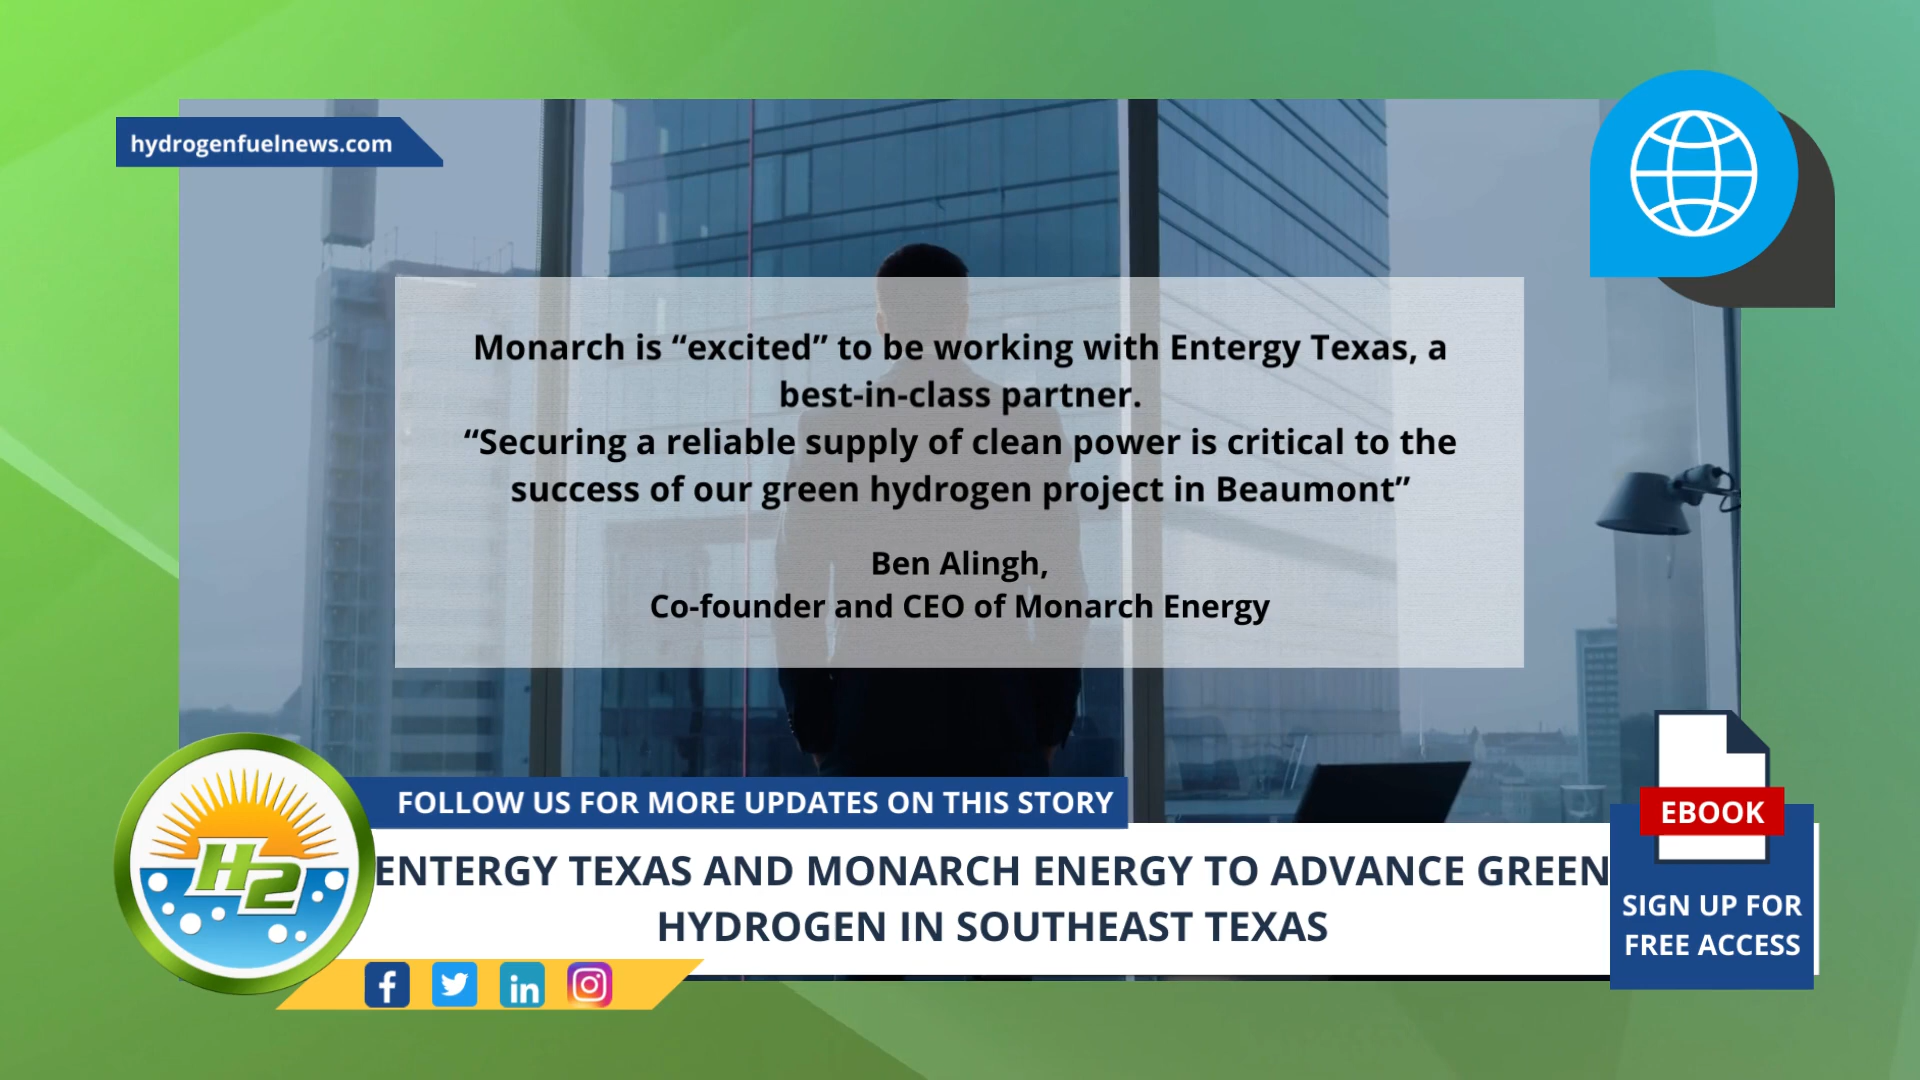 hydrogenfuelnews.com
Monarch is “excited” to be working with Entergy Texas, a
best-in-class partner.
“Securing a reliable supply of clean power is critical to the
success of our green hydrogen project in Beaumont”
Ben Alingh,
Co-founder and CEO of Monarch Energy
FOLLOW US FOR MORE UPDATES ON THIS STORY
ENTERGY TEXAS AND MONARCH ENERGY TO ADVANCE GREEN
HYDROGEN IN SOUTHEAST TEXAS
H2
EBOOK
SIGN UP FOR
FREE ACCESS
f
in